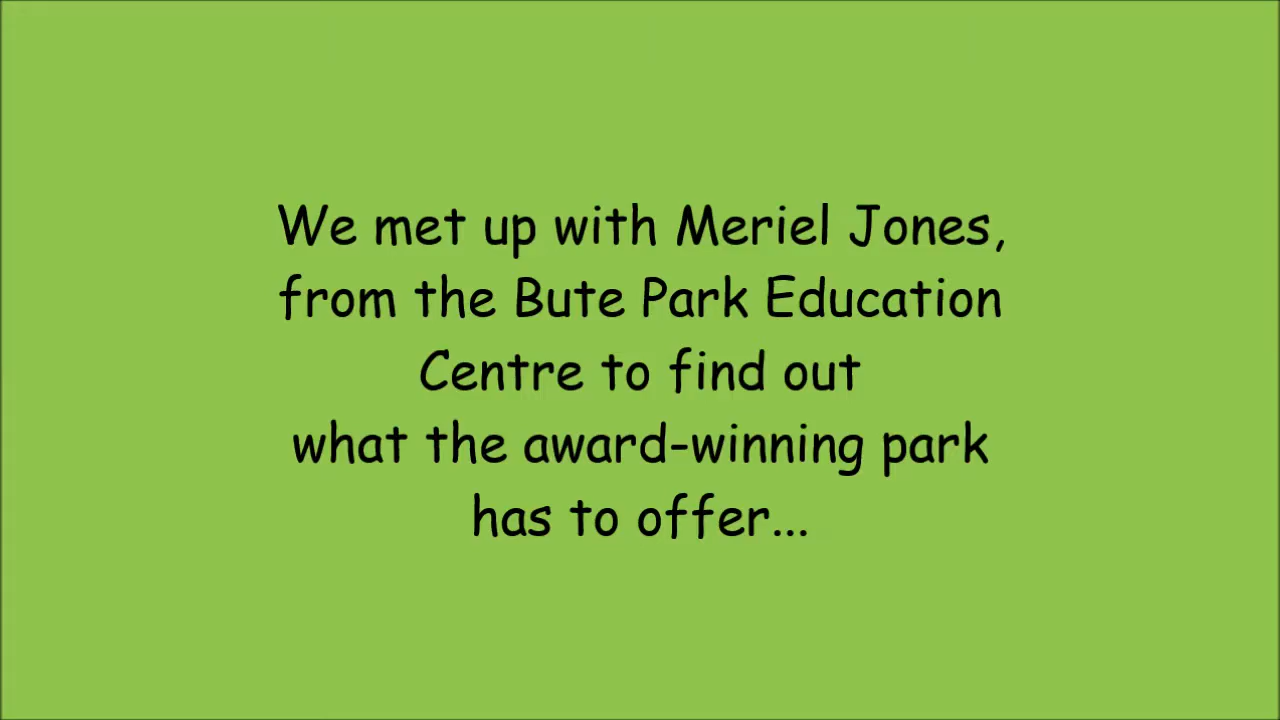 We met up with Meriel Jones,
from the Bute Park Education
Centre to find out
what the award-winning park
has to offer...